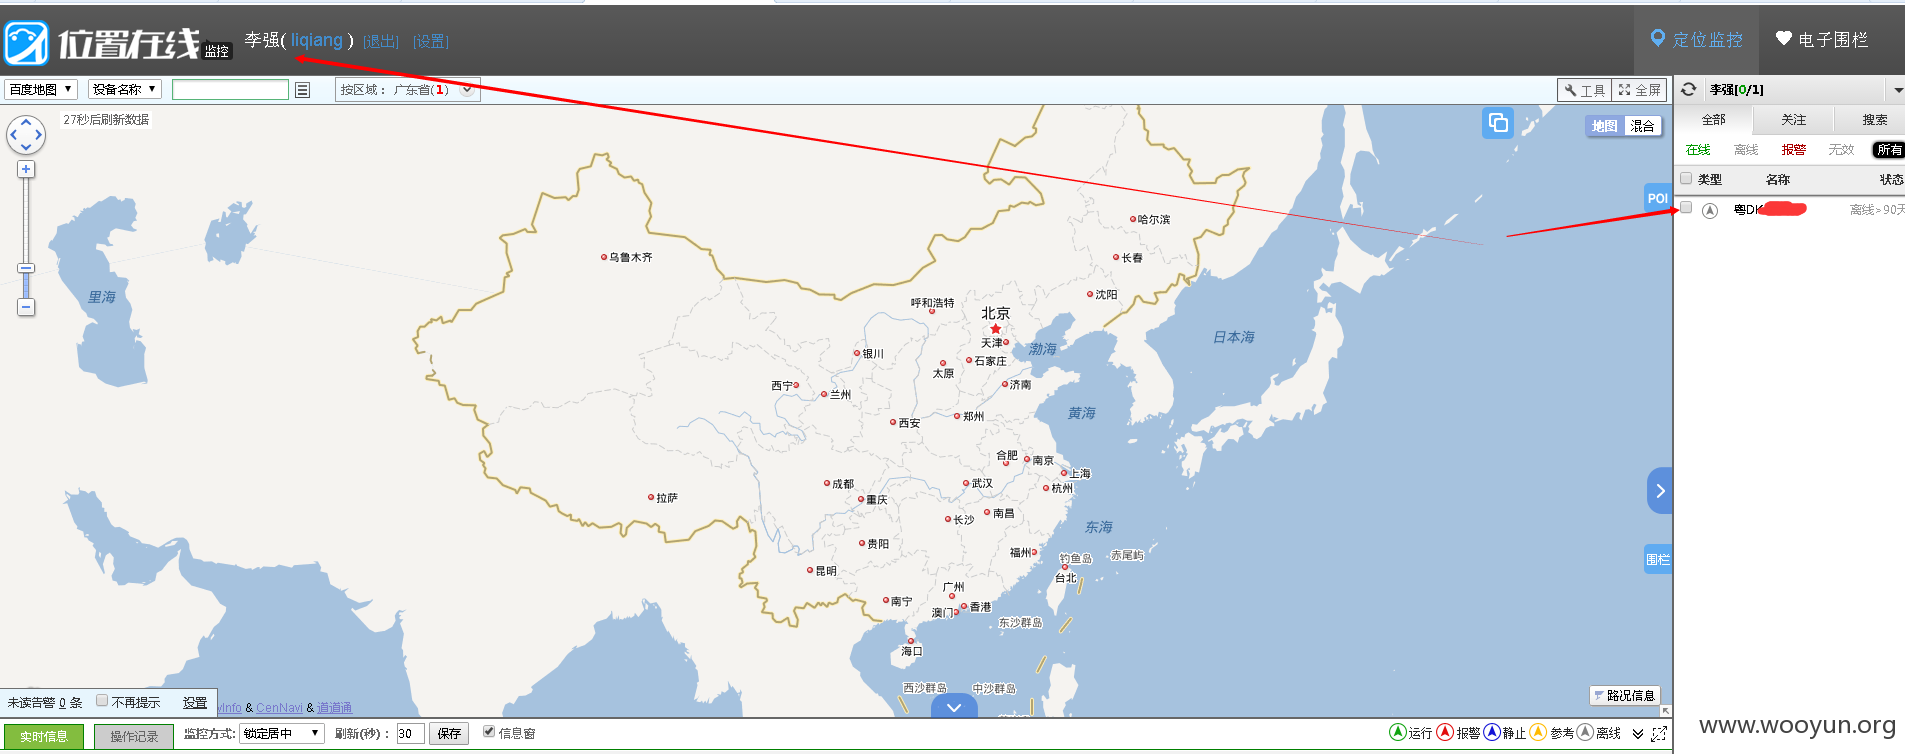 位置在线 监控 李强( liqiang ) [退出] [设置] 定位监控 电子围栏
百度地图 设备名称 按区域： 广东省(1) 工具 全屏 李强[0/1]
27秒后刷新数据 地图 混合 全部 关注 搜索
在线 离线 报警 无效 所有
类型 名称 状态
POI 粤DK 离线>90天
哈尔滨
乌鲁木齐 长春
里海 沈阳
呼和浩特
北京
日本海
天津 渤海
银川 石家庄
太原
西宁 济南
兰州
黄海
郑州
西安
合肥 南京
上海
成都 武汉 杭州
拉萨 重庆
长沙 南昌
东海
贵阳
福州 钓鱼岛 赤尾屿
围栏
昆明 台北
广州
南宁 香港
澳门
东沙群岛
海口
西沙群岛 中沙群岛
路况信息
未读告警 0 条 不再提示 设置 vInfo & CenNavi & 道道通
实时信息 操作记录 监控方式: 锁定居中 刷新(秒)： 30 保存 信息窗 运行 报警 静止 参考 离线
www.wooyun.org